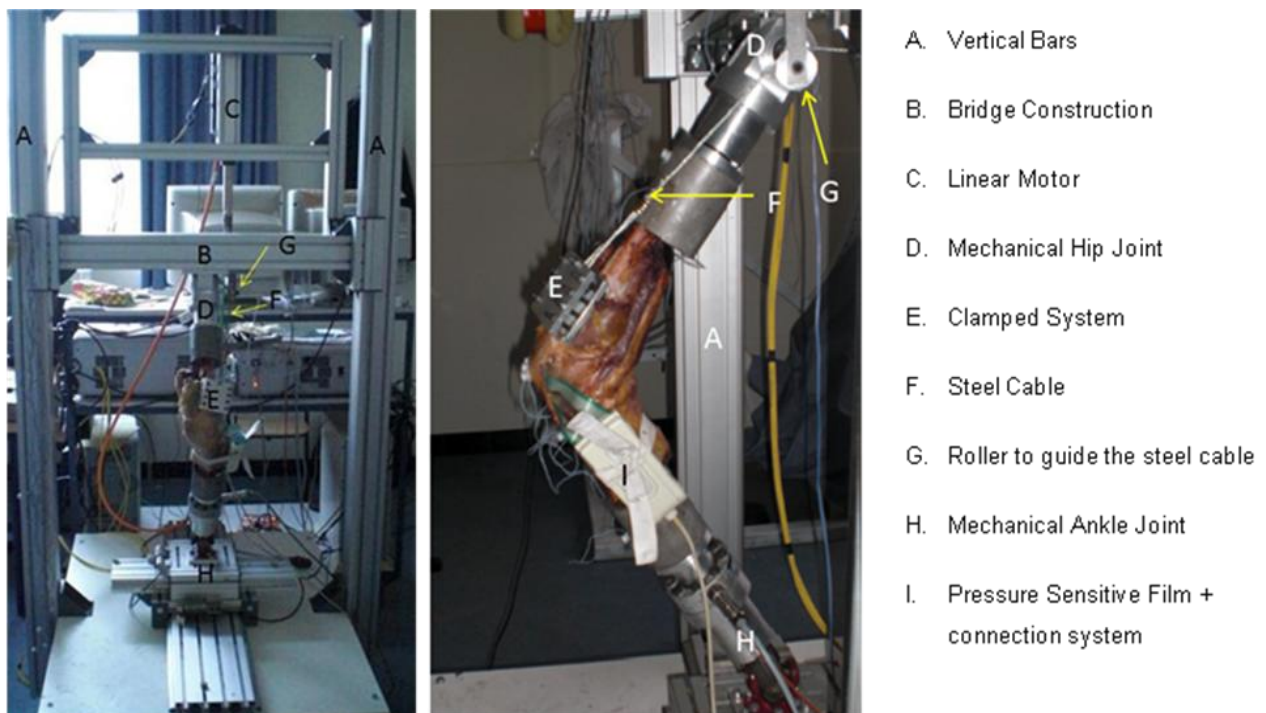 A
C
A
B
G
D
F
E
H
D
G
F
E
A
I
H
A. Vertical Bars
B. Bridge Construction
C. Linear Motor
D. Mechanical Hip Joint
E. Clamped System
F. Steel Cable
G. Roller to guide the steel cable
H. Mechanical Ankle Joint
I. Pressure Sensitive Film +
connection system